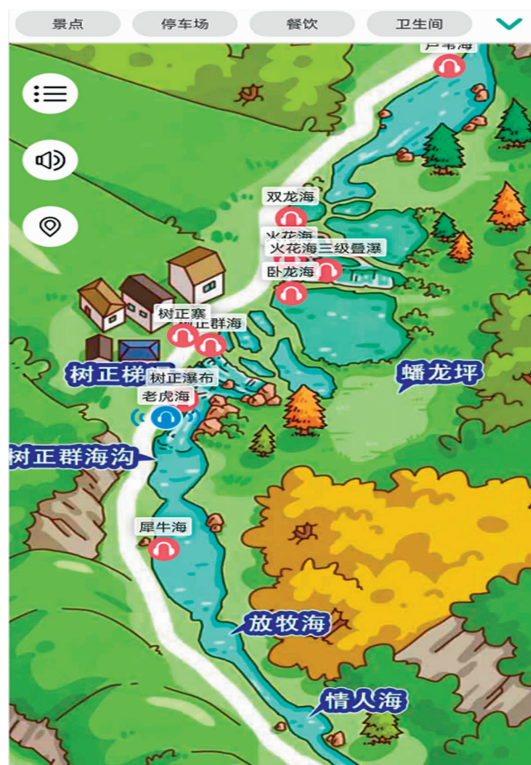 景点
停车场
餐饮
卫生间
芦苇海
双龙海
火花海
火花海三级叠瀑
卧龙海
树正寨
树正群海
树正梯
蟠龙坪
树正瀑布
老虎海
树正群海沟
犀牛海
放牧海
情人海